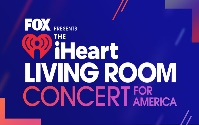 FOX
PRESENTS
THE
iHeart
LIVING ROOM
CONCERT FOR
AMERICA